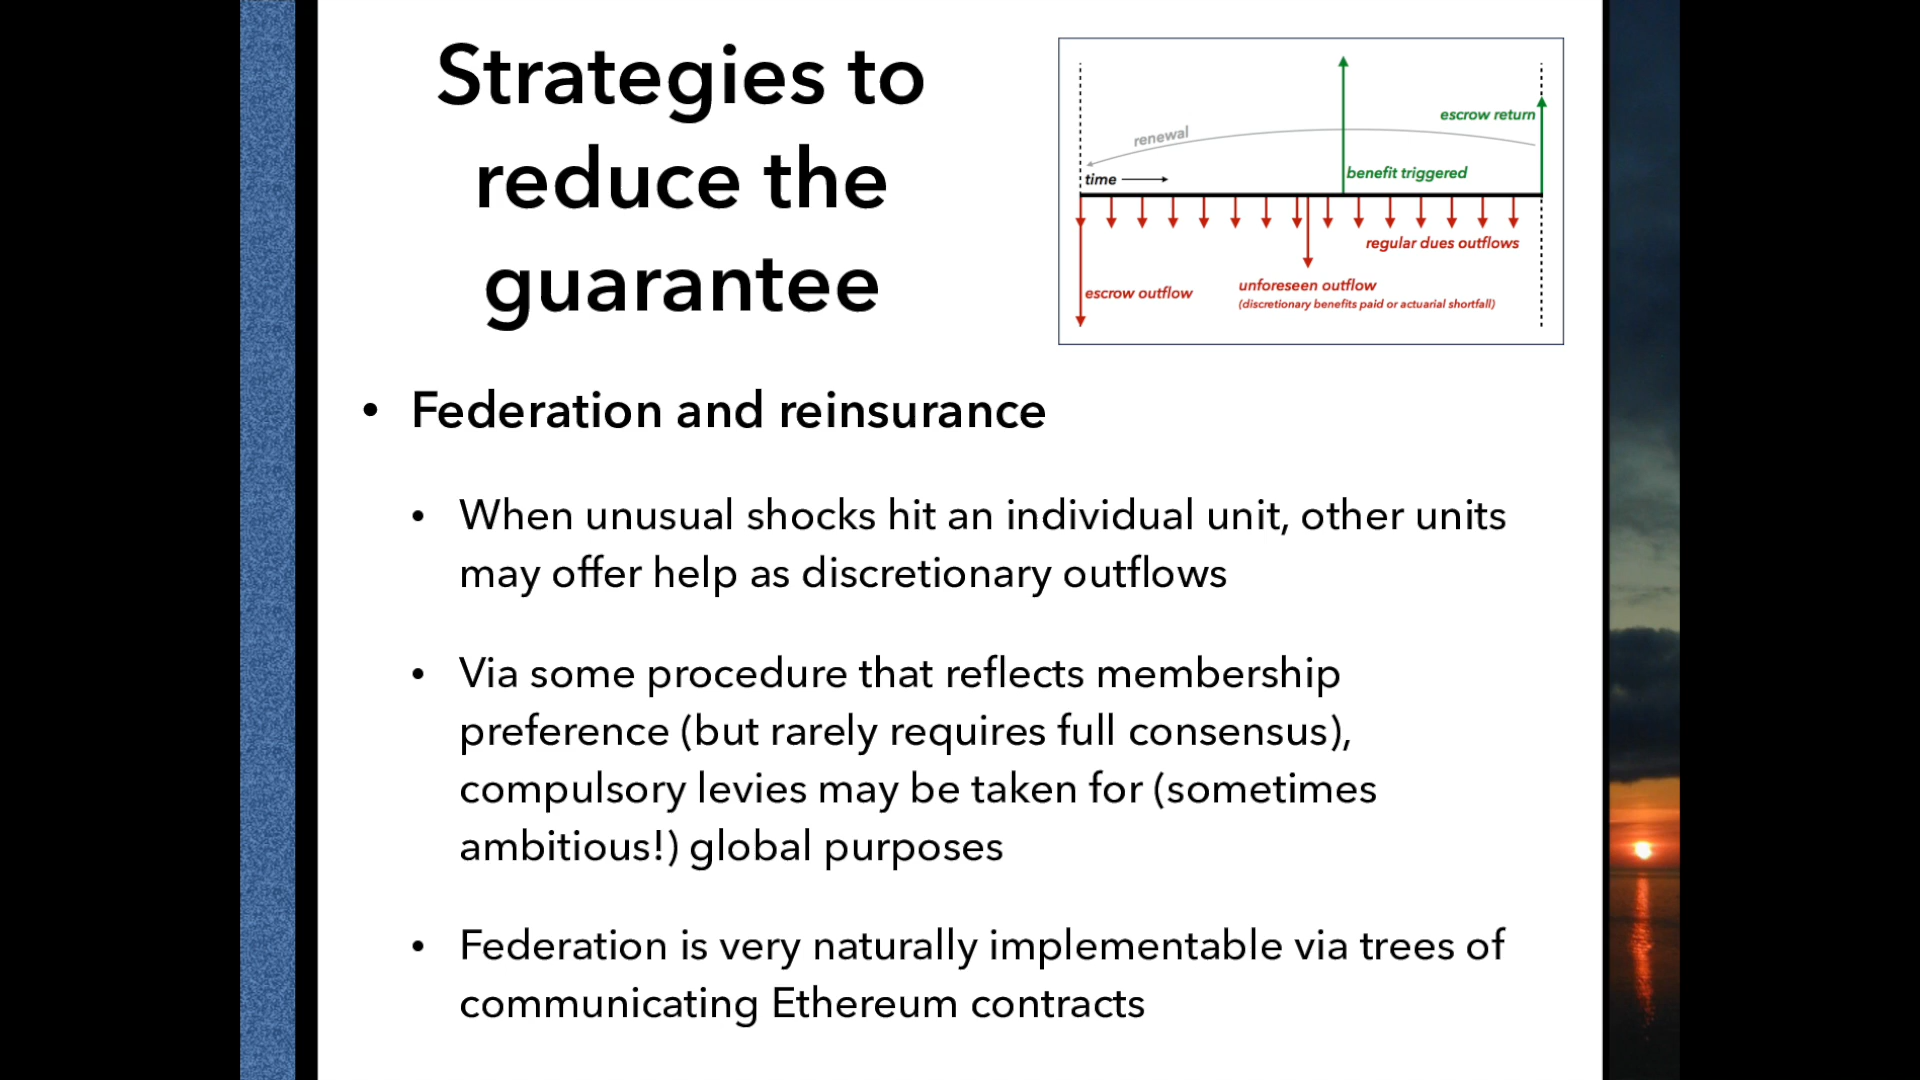 Strategies to
reduce the
guarantee
renewal
escrow return
time
benefit triggered
regular dues outflows
escrow outflow
unforeseen outflow
(discretionary benefits paid or actuarial shortfall)
• Federation and reinsurance
• When unusual shocks hit an individual unit, other units
may offer help as discretionary outflows
• Via some procedure that reflects membership
preference (but rarely requires full consensus),
compulsory levies may be taken for (sometimes
ambitious!) global purposes
• Federation is very naturally implementable via trees of
communicating Ethereum contracts